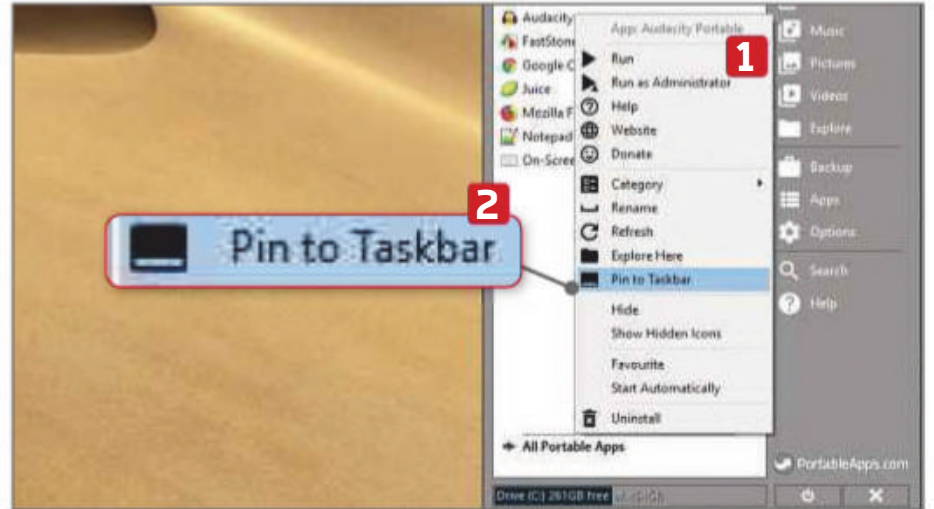 Audacity
FastStone
Google C
Juice
Mozilla F
Notepad
On-Scree
App: Audacity Portable
1
Run
Run as Administrator
Help
Website
Donate
Category
Rename
Refresh
Explore Here
Pin to Taskbar
Hide
Show Hidden Icons
Favourite
Start Automatically
Uninstall
2
Pin to Taskbar
All Portable Apps
Drive (C:) 261GB free
Music
Pictures
Videos
Explore
Backup
Apps
Options
Search
Help
PortableApps.com